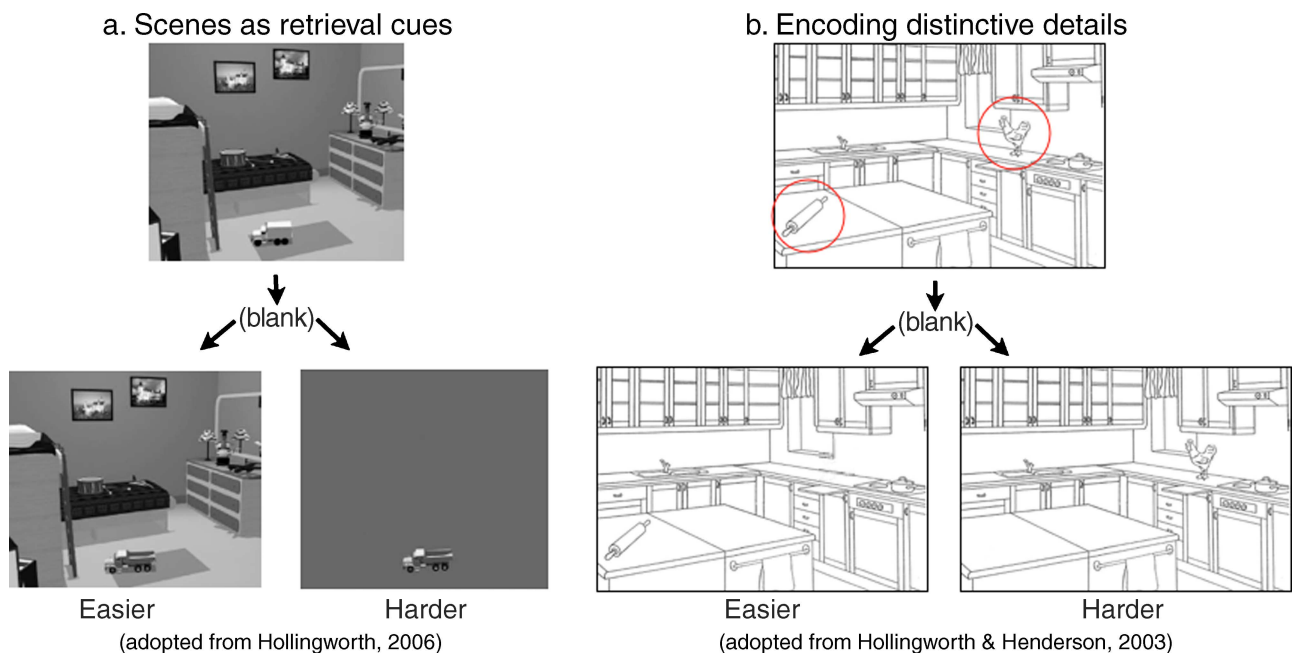 a. Scenes as retrieval cues
(blank)
Easier
Harder
(adopted from Hollingworth, 2006)
b. Encoding distinctive details
(blank)
Easier
Harder
(adopted from Hollingworth & Henderson, 2003)